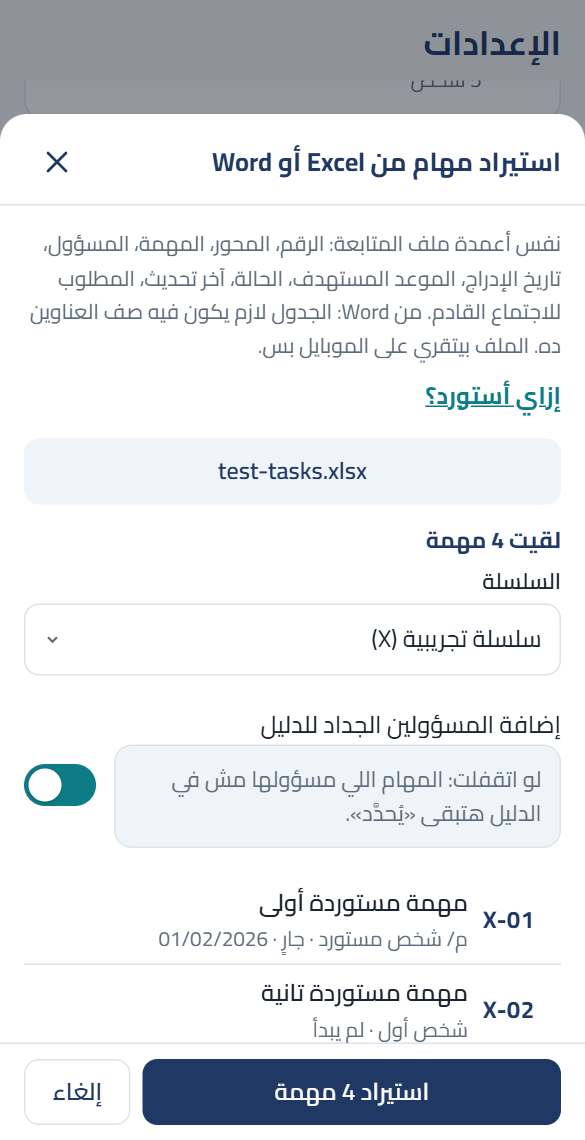 الإعدادات
استيراد مهام من Excel أو Word
نفس أعمدة ملف المتابعة: الرقم، المحور، المهمة، المسؤول،
تاريخ الإدراج، الموعد المستهدف، الحالة، آخر تحديث، المطلوب
للاجتماع القادم. من Word: الجدول لازم يكون فيه صف العناوين
ده. الملف بيتقري على الموبايل بس.
إزاي أستورد؟
test-tasks.xlsx
لقيت 4 مهمة
السلسلة
سلسلة تجريبية (X)
إضافة المسؤولين الجداد للدليل
لو اتقفلت: المهام اللي مسؤولها مش في
الدليل هتبقى «يُحدَّد».
X-01
مهمة مستوردة أولى
م/ شخص مستورد · جارٍ · 01/02/2026
X-02
مهمة مستوردة تانية
شخص أول · لم يبدأ
استيراد 4 مهمة
إلغاء